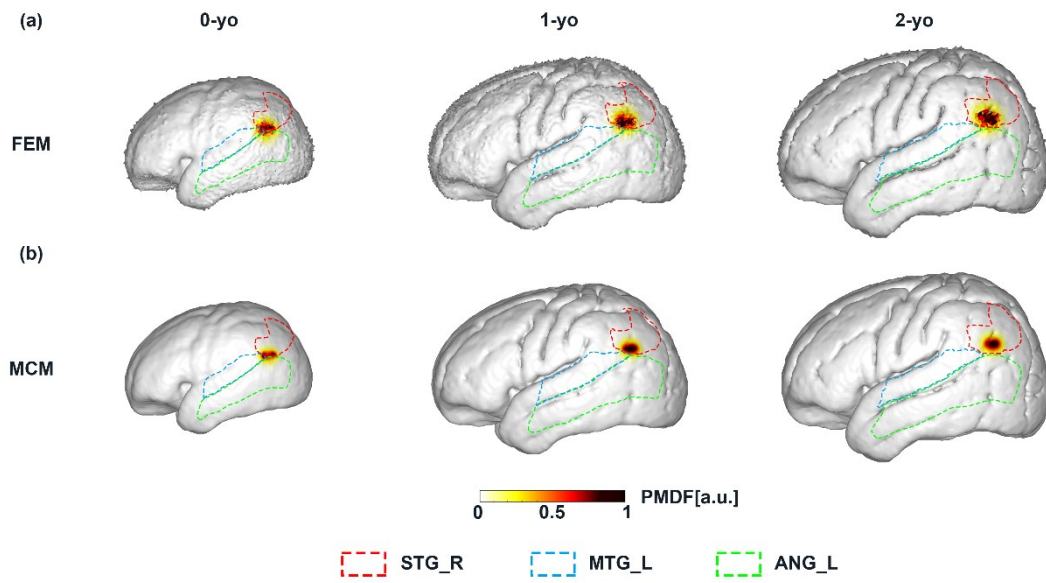 (a) 0-yo 1-yo 2-yo
FEM
(b)
MCM
PMDF[a.u.]
0 0.5 1
STG_R MTG_L ANG_L